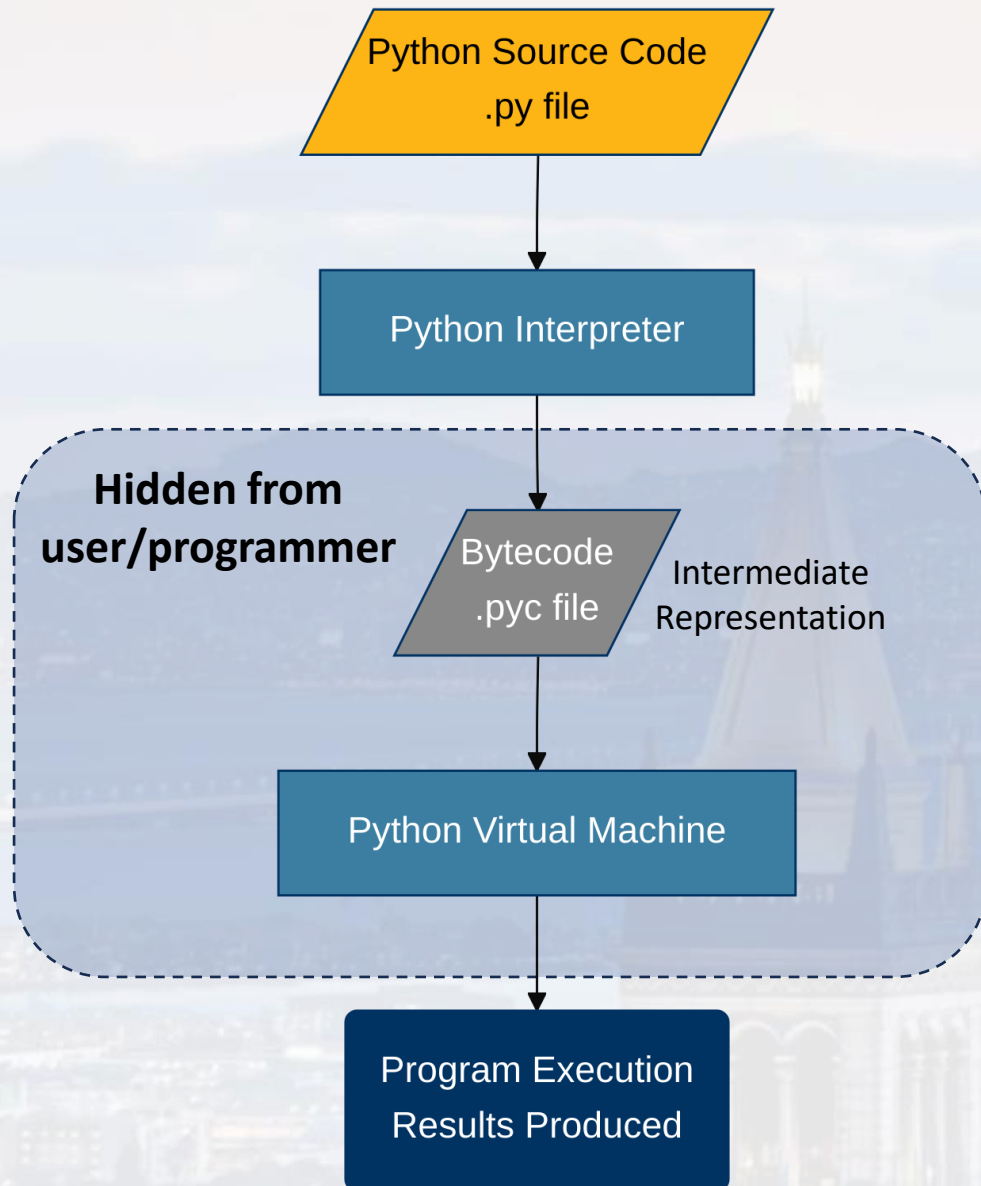 Python Source Code
.py file
Python Interpreter
Hidden from
user/programmer
Bytecode
.pyc file
Intermediate
Representation
Python Virtual Machine
Program Execution
Results Produced